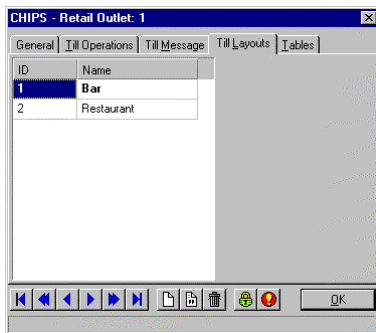 CHIPS - Retail Outlet: 1
General Till Operations Till Message Till Layouts Tables
ID Name
1 Bar
2 Restaurant
OK